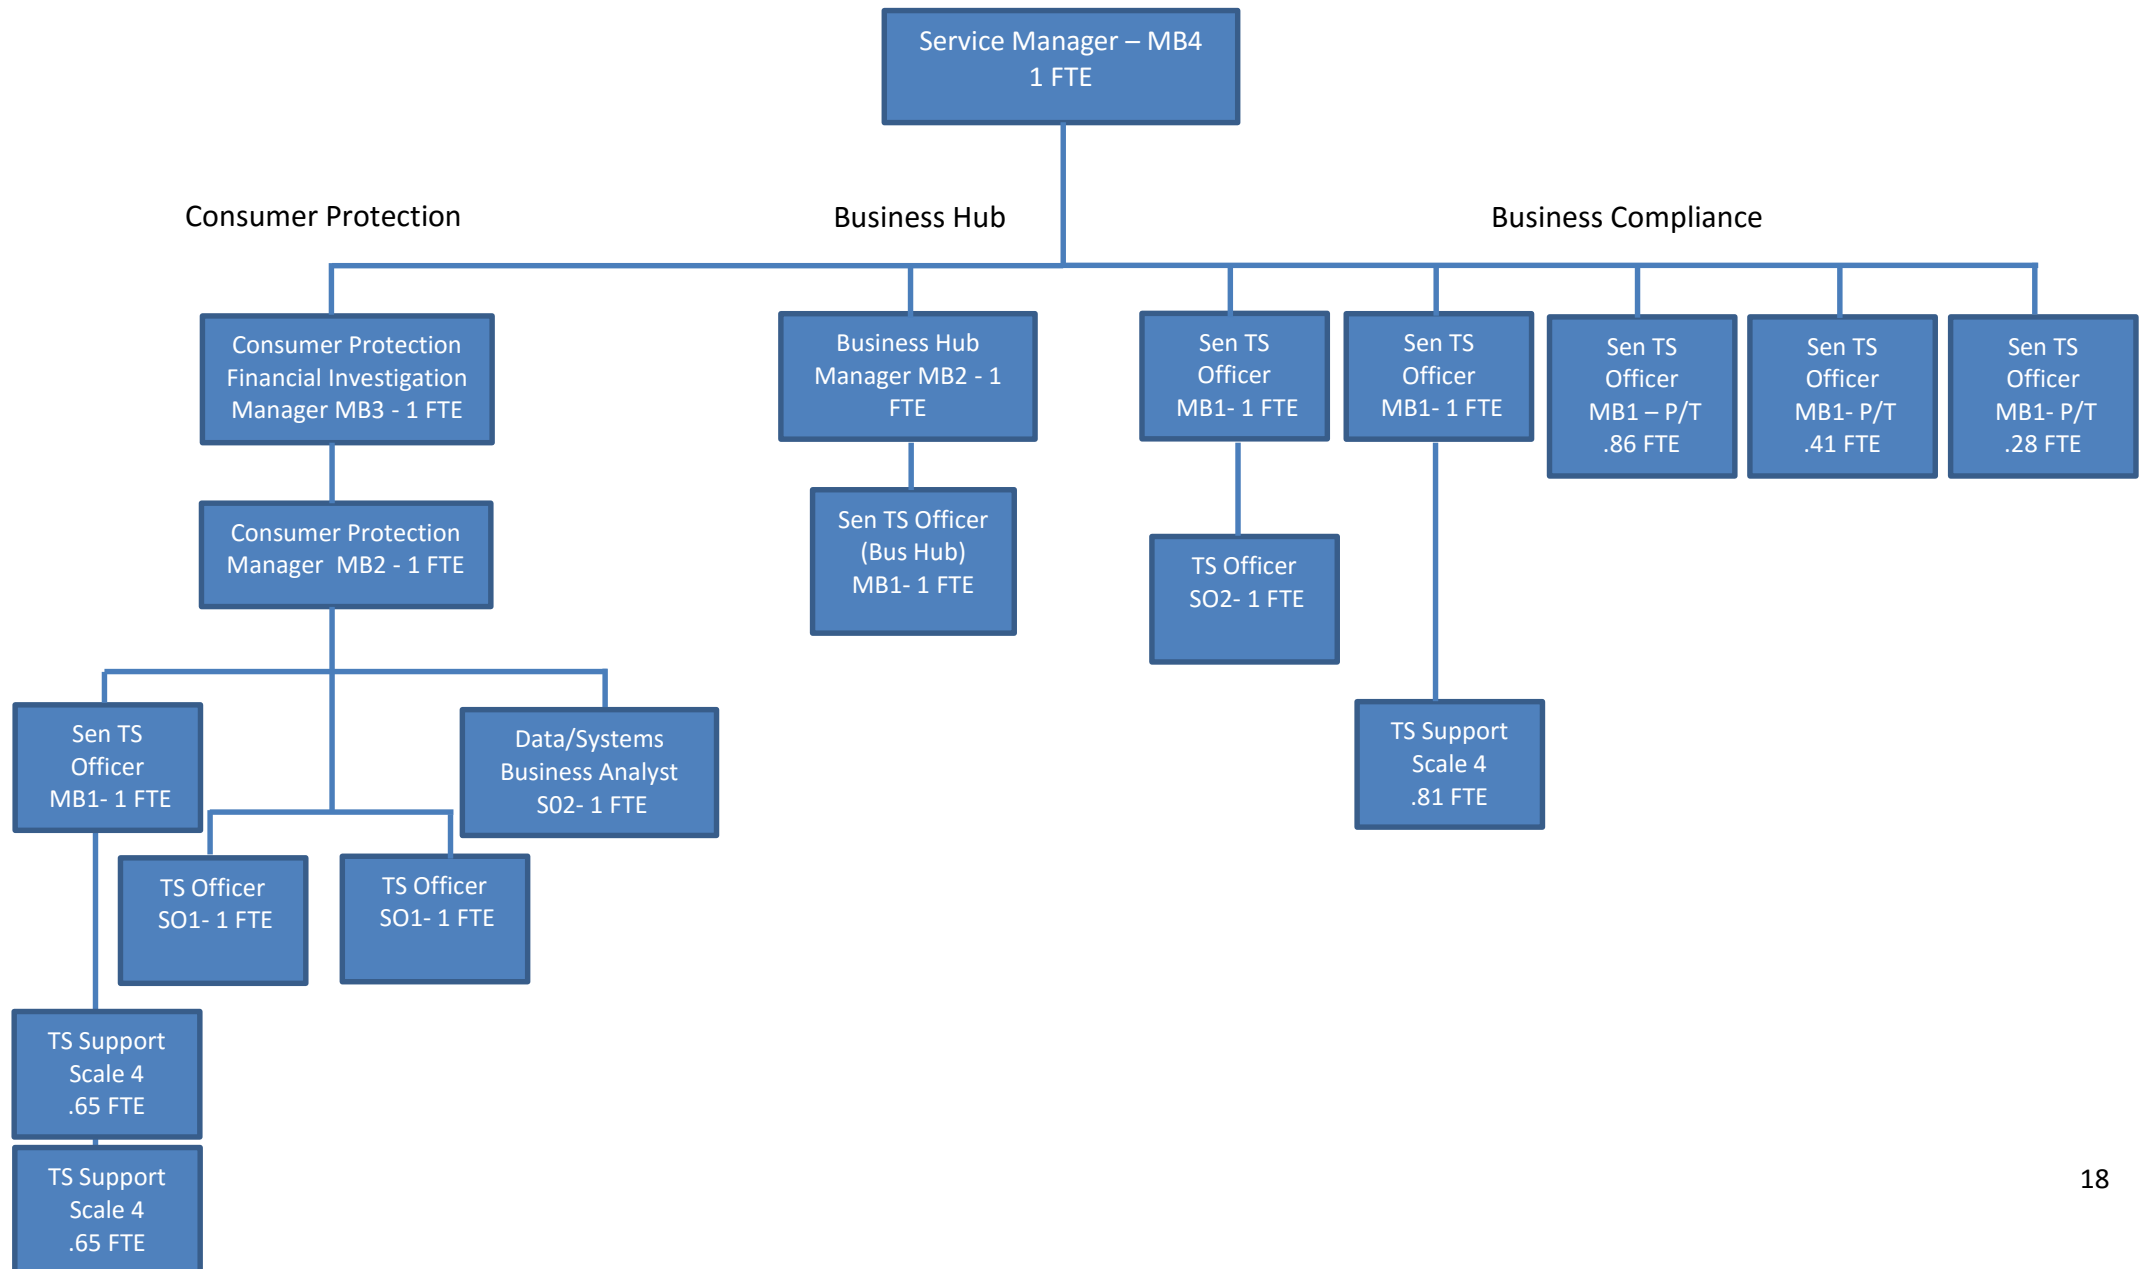 Service Manager – MB4
1 FTE
Consumer Protection
Business Hub
Business Compliance
Consumer Protection
Financial Investigation
Manager MB3 - 1 FTE
Business Hub
Manager MB2 - 1
FTE
Sen TS
Officer
MB1- 1 FTE
Sen TS
Officer
MB1- 1 FTE
Sen TS
Officer
MB1 – P/T
.86 FTE
Sen TS
Officer
MB1- P/T
.41 FTE
Sen TS
Officer
MB1- P/T
.28 FTE
Consumer Protection
Manager  MB2 - 1 FTE
Sen TS Officer
(Bus Hub)
MB1- 1 FTE
TS Officer
SO2- 1 FTE
Sen TS
Officer
MB1- 1 FTE
Data/Systems
Business Analyst
S02- 1 FTE
TS Support
Scale 4
.81 FTE
TS Officer
SO1- 1 FTE
TS Officer
SO1- 1 FTE
TS Support
Scale 4
.65 FTE
TS Support
Scale 4
.65 FTE
18